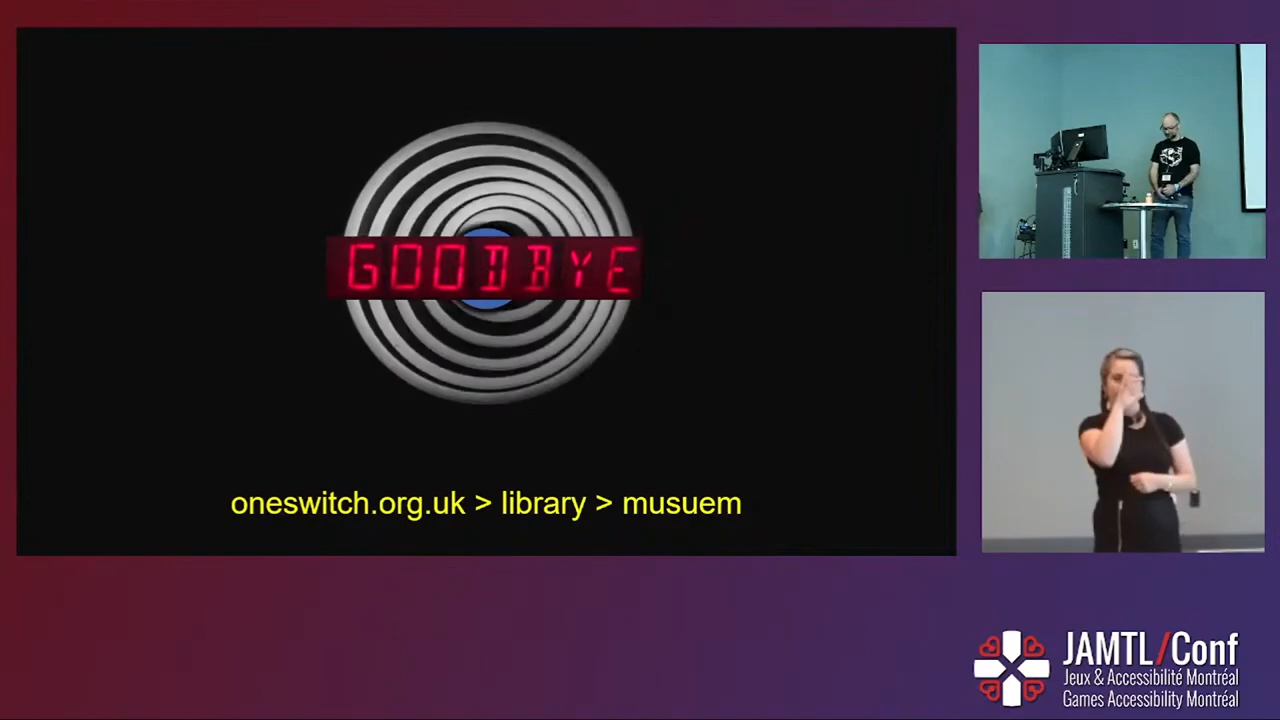 GOODBYE
oneswitch.org.uk > library > musuem
JAMTL/Conf
Jeux & Accessibilité Montréal
Games Accessibility Montréal